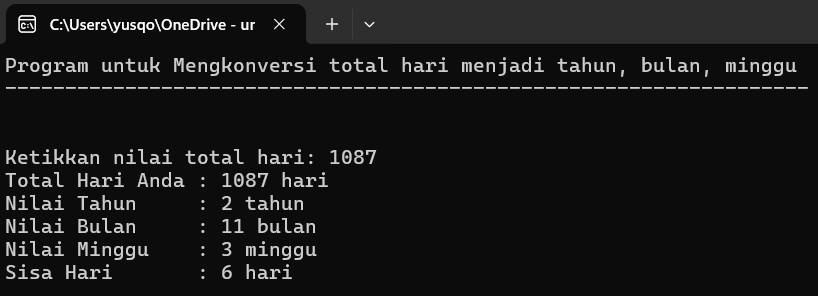 C:\Users\yusqo\OneDrive - ur
Program untuk Mengkonversi total hari menjadi tahun, bulan, minggu
-------------------------------------------------------------------
Ketikkan nilai total hari: 1087
Total Hari Anda : 1087 hari
Nilai Tahun     : 2 tahun
Nilai Bulan     : 11 bulan
Nilai Minggu    : 3 minggu
Sisa Hari       : 6 hari